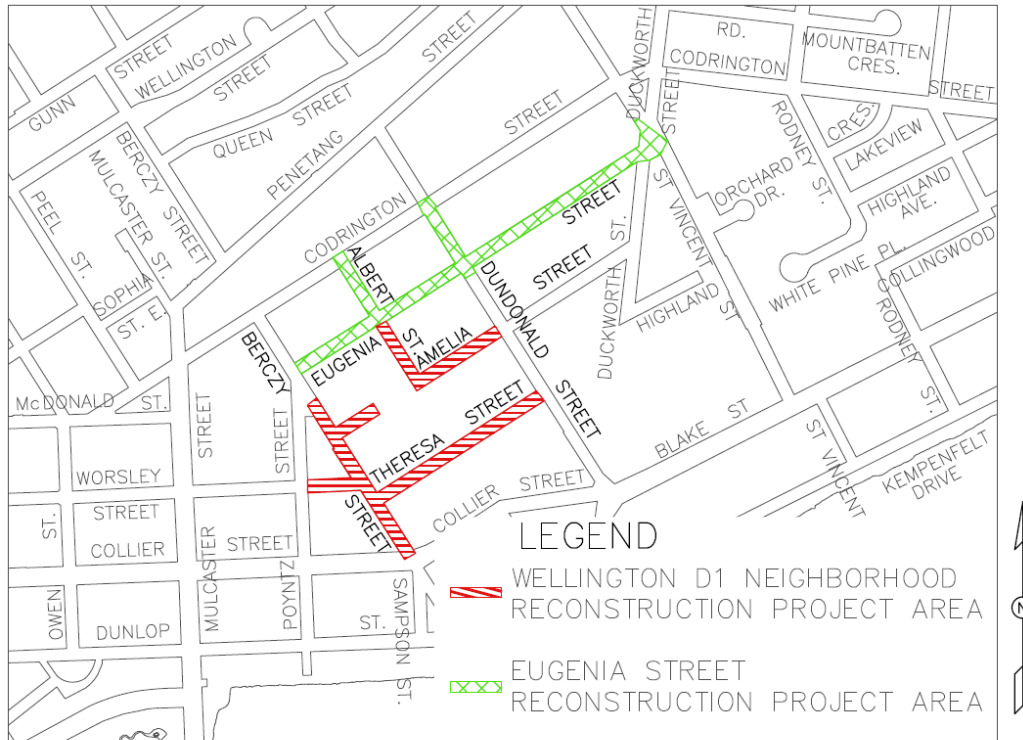 DUCKWORTH
STREET
RD.
CODRINGTON
MOUNTBATTEN
CRES.
STREET
STREET
WELLINGTON
STREET
GUNN
STREET
QUEEN
STREET
PENETANG
STREET
BERCZY
STREET
MULCASTER
ST.
PEEL
ST.
SOPHIA
ST. E.
CODRINGTON
STREET
RODNEY
ST.
CRES.
LAKEVIEW
HIGHLAND
AVE.
ORCHARD
DR.
ST VINCENT
ST
WHITE PINE PL.
COLLINGWOOD
RODNEY
ST.
ALBERT
ST.
EUGENIA
STREET
DUNDONALD
STREET
AMELIA
STREET
DUCKWORTH
ST.
HIGHLAND
BERCZY
STREET
McDONALD ST.
STREET
STREET
THERESA
STREET
BLAKE ST
ST VINCENT
KEMPENFELT
DRIVE
WORSLEY
STREET
COLLIER
STREET
COLLIER STREET
ST.
OWEN
MULCASTER
POYNTZ
DUNLOP
ST.
SAMPSON ST.
LEGEND
WELLINGTON D1 NEIGHBORHOOD
RECONSTRUCTION PROJECT AREA
EUGENIA STREET
RECONSTRUCTION PROJECT AREA
N